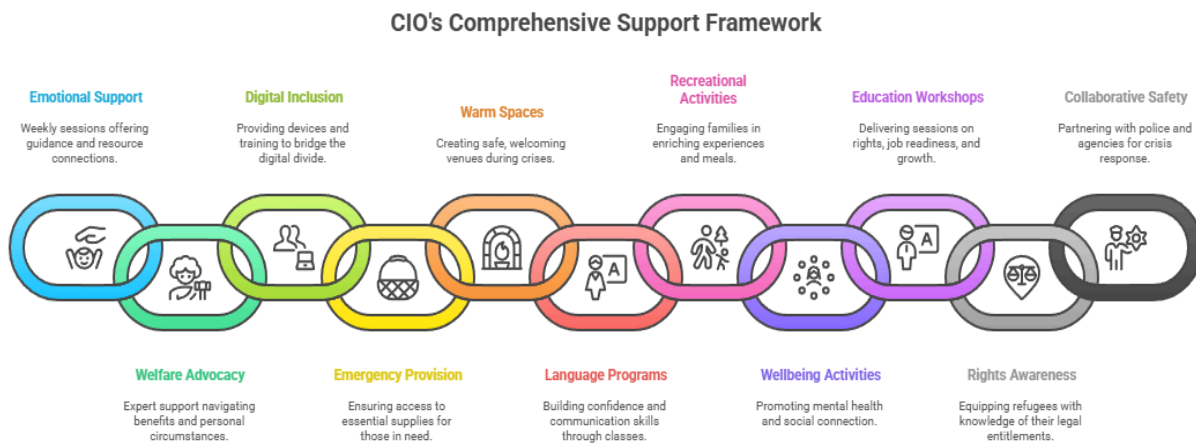 CIO's Comprehensive Support Framework
Emotional Support
Weekly sessions offering
guidance and resource
connections.
Digital Inclusion
Providing devices and
training to bridge the
digital divide.
Warm Spaces
Creating safe, welcoming
venues during crises.
Recreational
Activities
Engaging families in
enriching experiences
and meals.
Education Workshops
Delivering sessions on
rights, job readiness, and
growth.
Collaborative Safety
Partnering with police and
agencies for crisis
response.
A
A
Welfare Advocacy
Expert support navigating
benefits and personal
circumstances.
Emergency Provision
Ensuring access to
essential supplies for
those in need.
Language Programs
Building confidence and
communication skills
through classes.
Wellbeing Activities
Promoting mental health
and social connection.
Rights Awareness
Equipping refugees with
knowledge of their legal
entitlements.